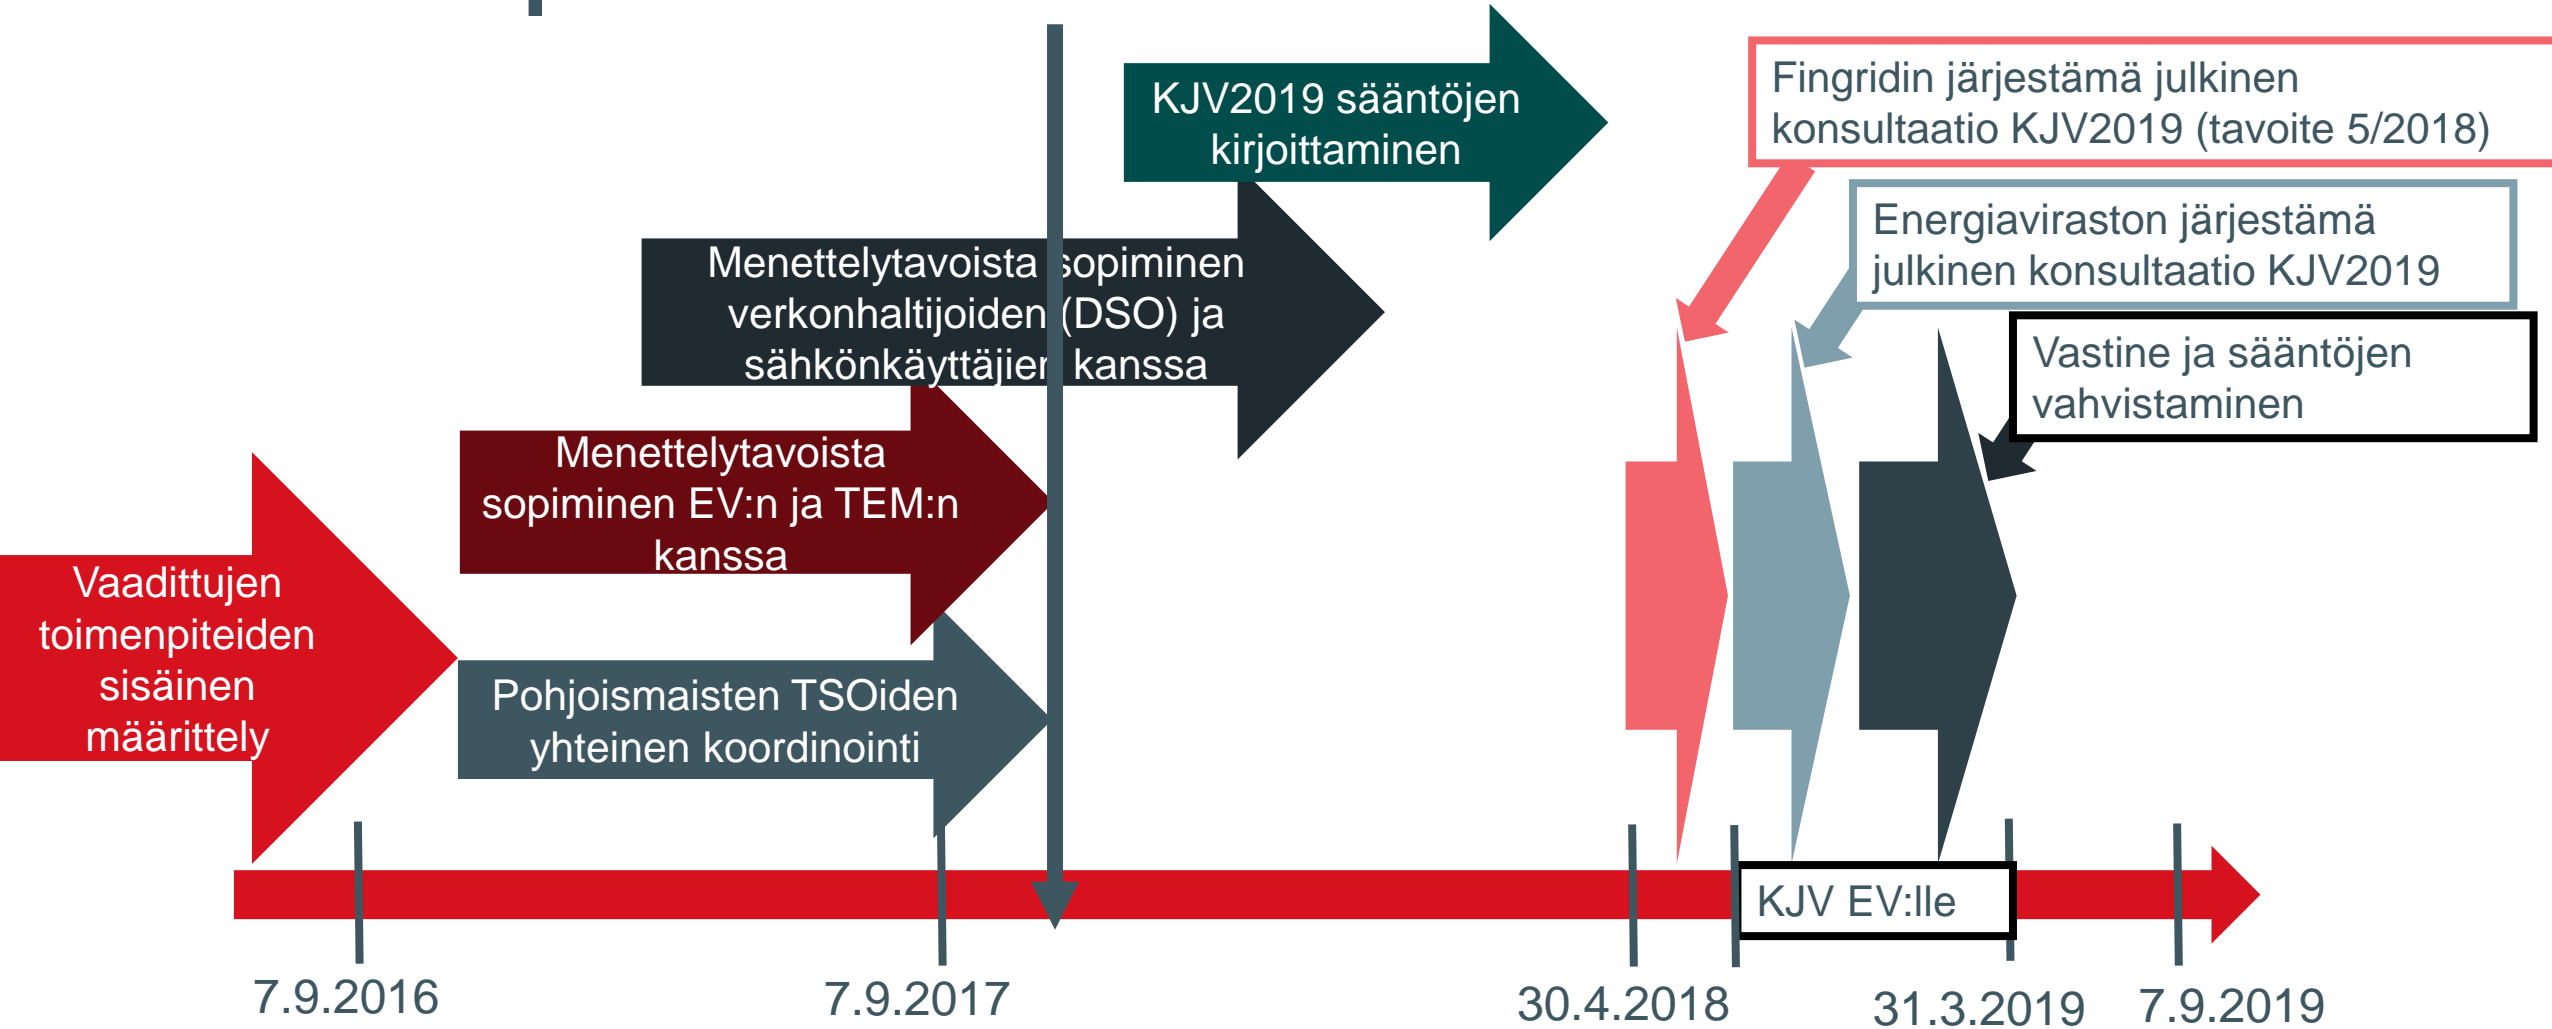 KJV2019 sääntöjen
kirjoittaminen
Fingridin järjestämä julkinen
konsultaatio KJV2019 (tavoite 5/2018)
Energiaviraston järjestämä
julkinen konsultaatio KJV2019
Menettelytavoista sopiminen
verkonhaltijoiden (DSO) ja
sähkönkäyttäjien kanssa
Vastine ja sääntöjen
vahvistaminen
Menettelytavoista
sopiminen EV:n ja TEM:n
kanssa
Vaadittujen
toimenpiteiden
sisäinen
määrittely
Pohjoismaisten TSOiden
yhteinen koordinointi
KJV EV:lle
7.9.2016
7.9.2017
30.4.2018
31.3.2019
7.9.2019